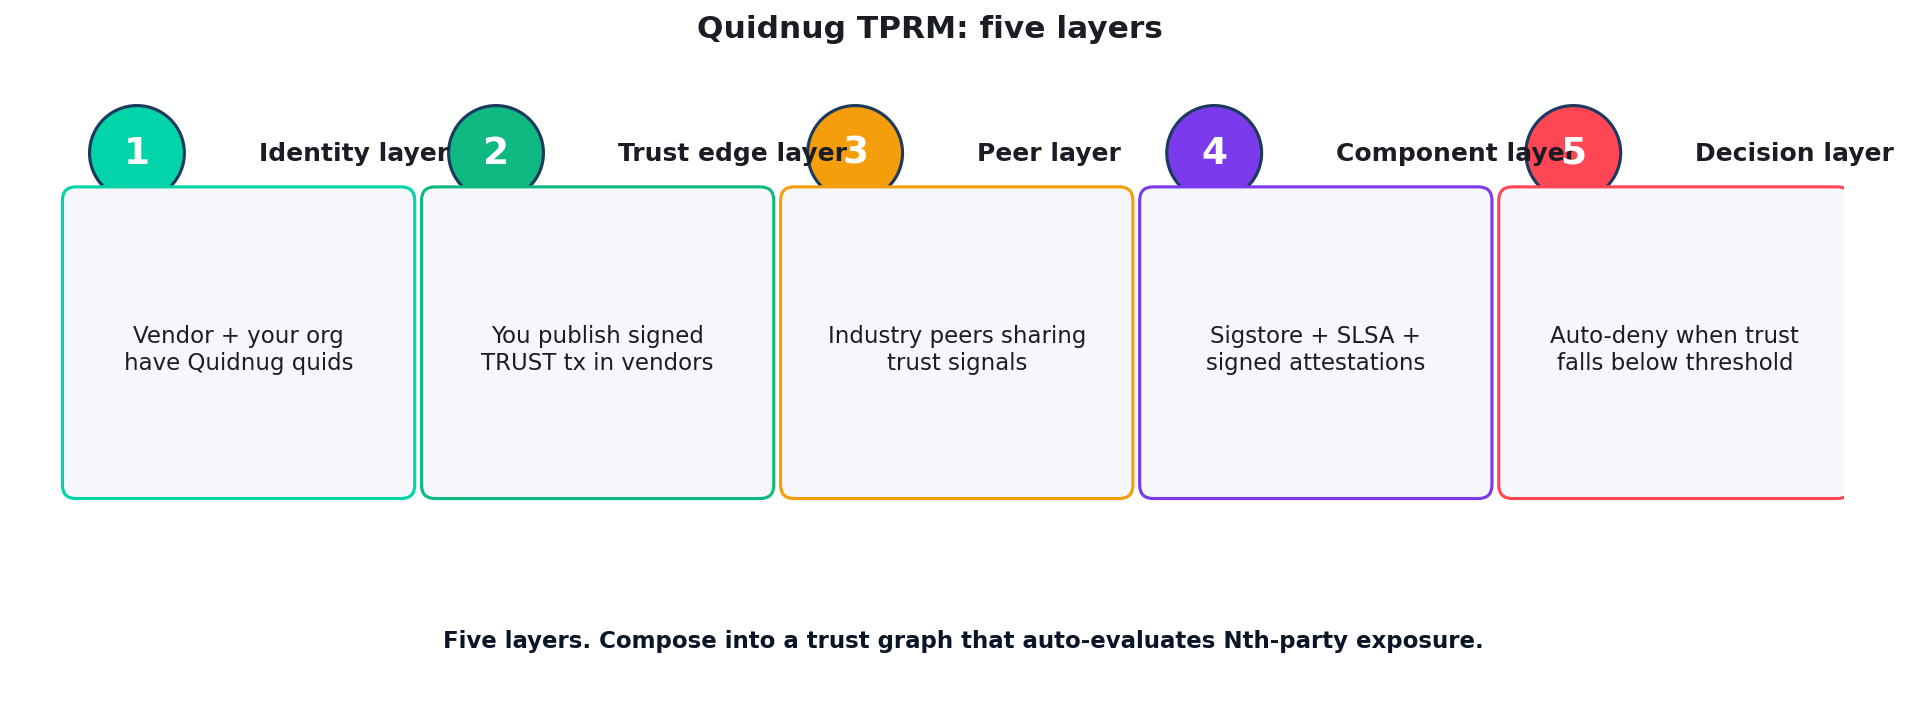 Quidnug TPRM: five layers
1 Identity layer
2 Trust edge layer
3 Peer layer
4 Component layer
5 Decision layer
Vendor + your org
have Quidnug quids
You publish signed
TRUST tx in vendors
Industry peers sharing
trust signals
Sigstore + SLSA +
signed attestations
Auto-deny when trust
falls below threshold
Five layers. Compose into a trust graph that auto-evaluates Nth-party exposure.